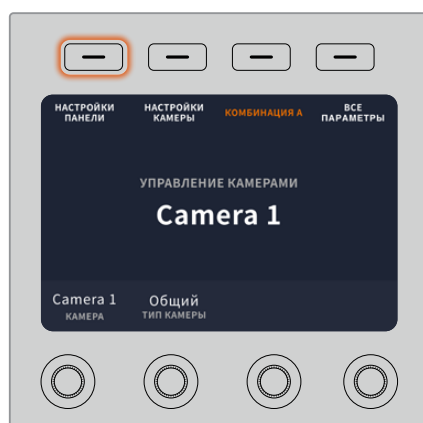 НАСТРОЙКИ ПАНЕЛИ
НАСТРОЙКИ КАМЕРЫ
КОМБИНАЦИЯ А
ВСЕ ПАРАМЕТРЫ
УПРАВЛЕНИЕ КАМЕРАМИ
Camera 1
Camera 1
КАМЕРА
Общий
ТИП КАМЕРЫ